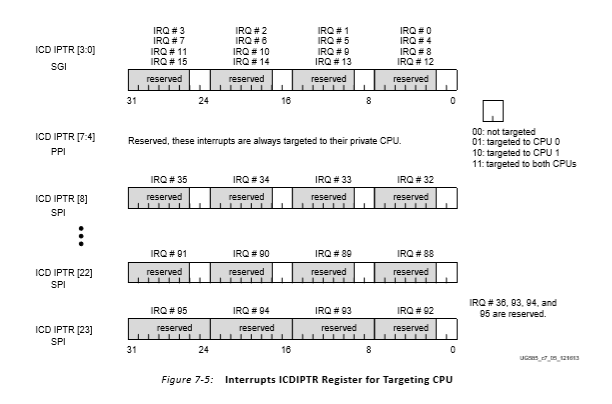 IRQ # 3 IRQ # 2 IRQ # 1 IRQ # 0
IRQ # 7 IRQ # 6 IRQ # 5 IRQ # 4
IRQ # 11 IRQ # 10 IRQ # 9 IRQ # 8
IRQ # 15 IRQ # 14 IRQ # 13 IRQ # 12
ICD IPTR [3:0]
SGI
reserved reserved reserved reserved
31 24 16 8 0
00: not targeted
01: targeted to CPU 0
10: targeted to CPU 1
11: targeted to both CPUs
ICD IPTR [7:4]
PPI
Reserved, these interrupts are always targeted to their private CPU.
IRQ # 35 IRQ # 34 IRQ # 33 IRQ # 32
ICD IPTR [8]
SPI
reserved reserved reserved reserved
IRQ # 91 IRQ # 90 IRQ # 89 IRQ # 88
ICD IPTR [22]
SPI
reserved reserved reserved reserved
IRQ # 95 IRQ # 94 IRQ # 93 IRQ # 92
ICD IPTR [23]
SPI
reserved reserved reserved reserved
31 24 16 8 0
IRQ # 36, 93, 94, and
95 are reserved.
UG585_c7_05_121613
Figure 7-5: Interrupts ICDIPTR Register for Targeting CPU